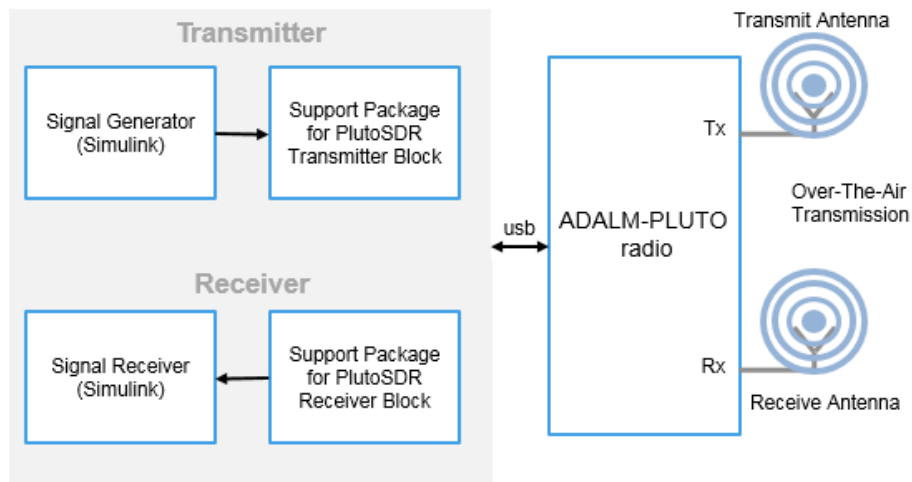 Transmitter
Signal Generator
(Simulink)
Support Package
for PlutoSDR
Transmitter Block
Receiver
Signal Receiver
(Simulink)
Support Package
for PlutoSDR
Receiver Block
usb
ADALM-PLUTO
radio
Tx
Rx
Transmit Antenna
Over-The-Air
Transmission
Receive Antenna